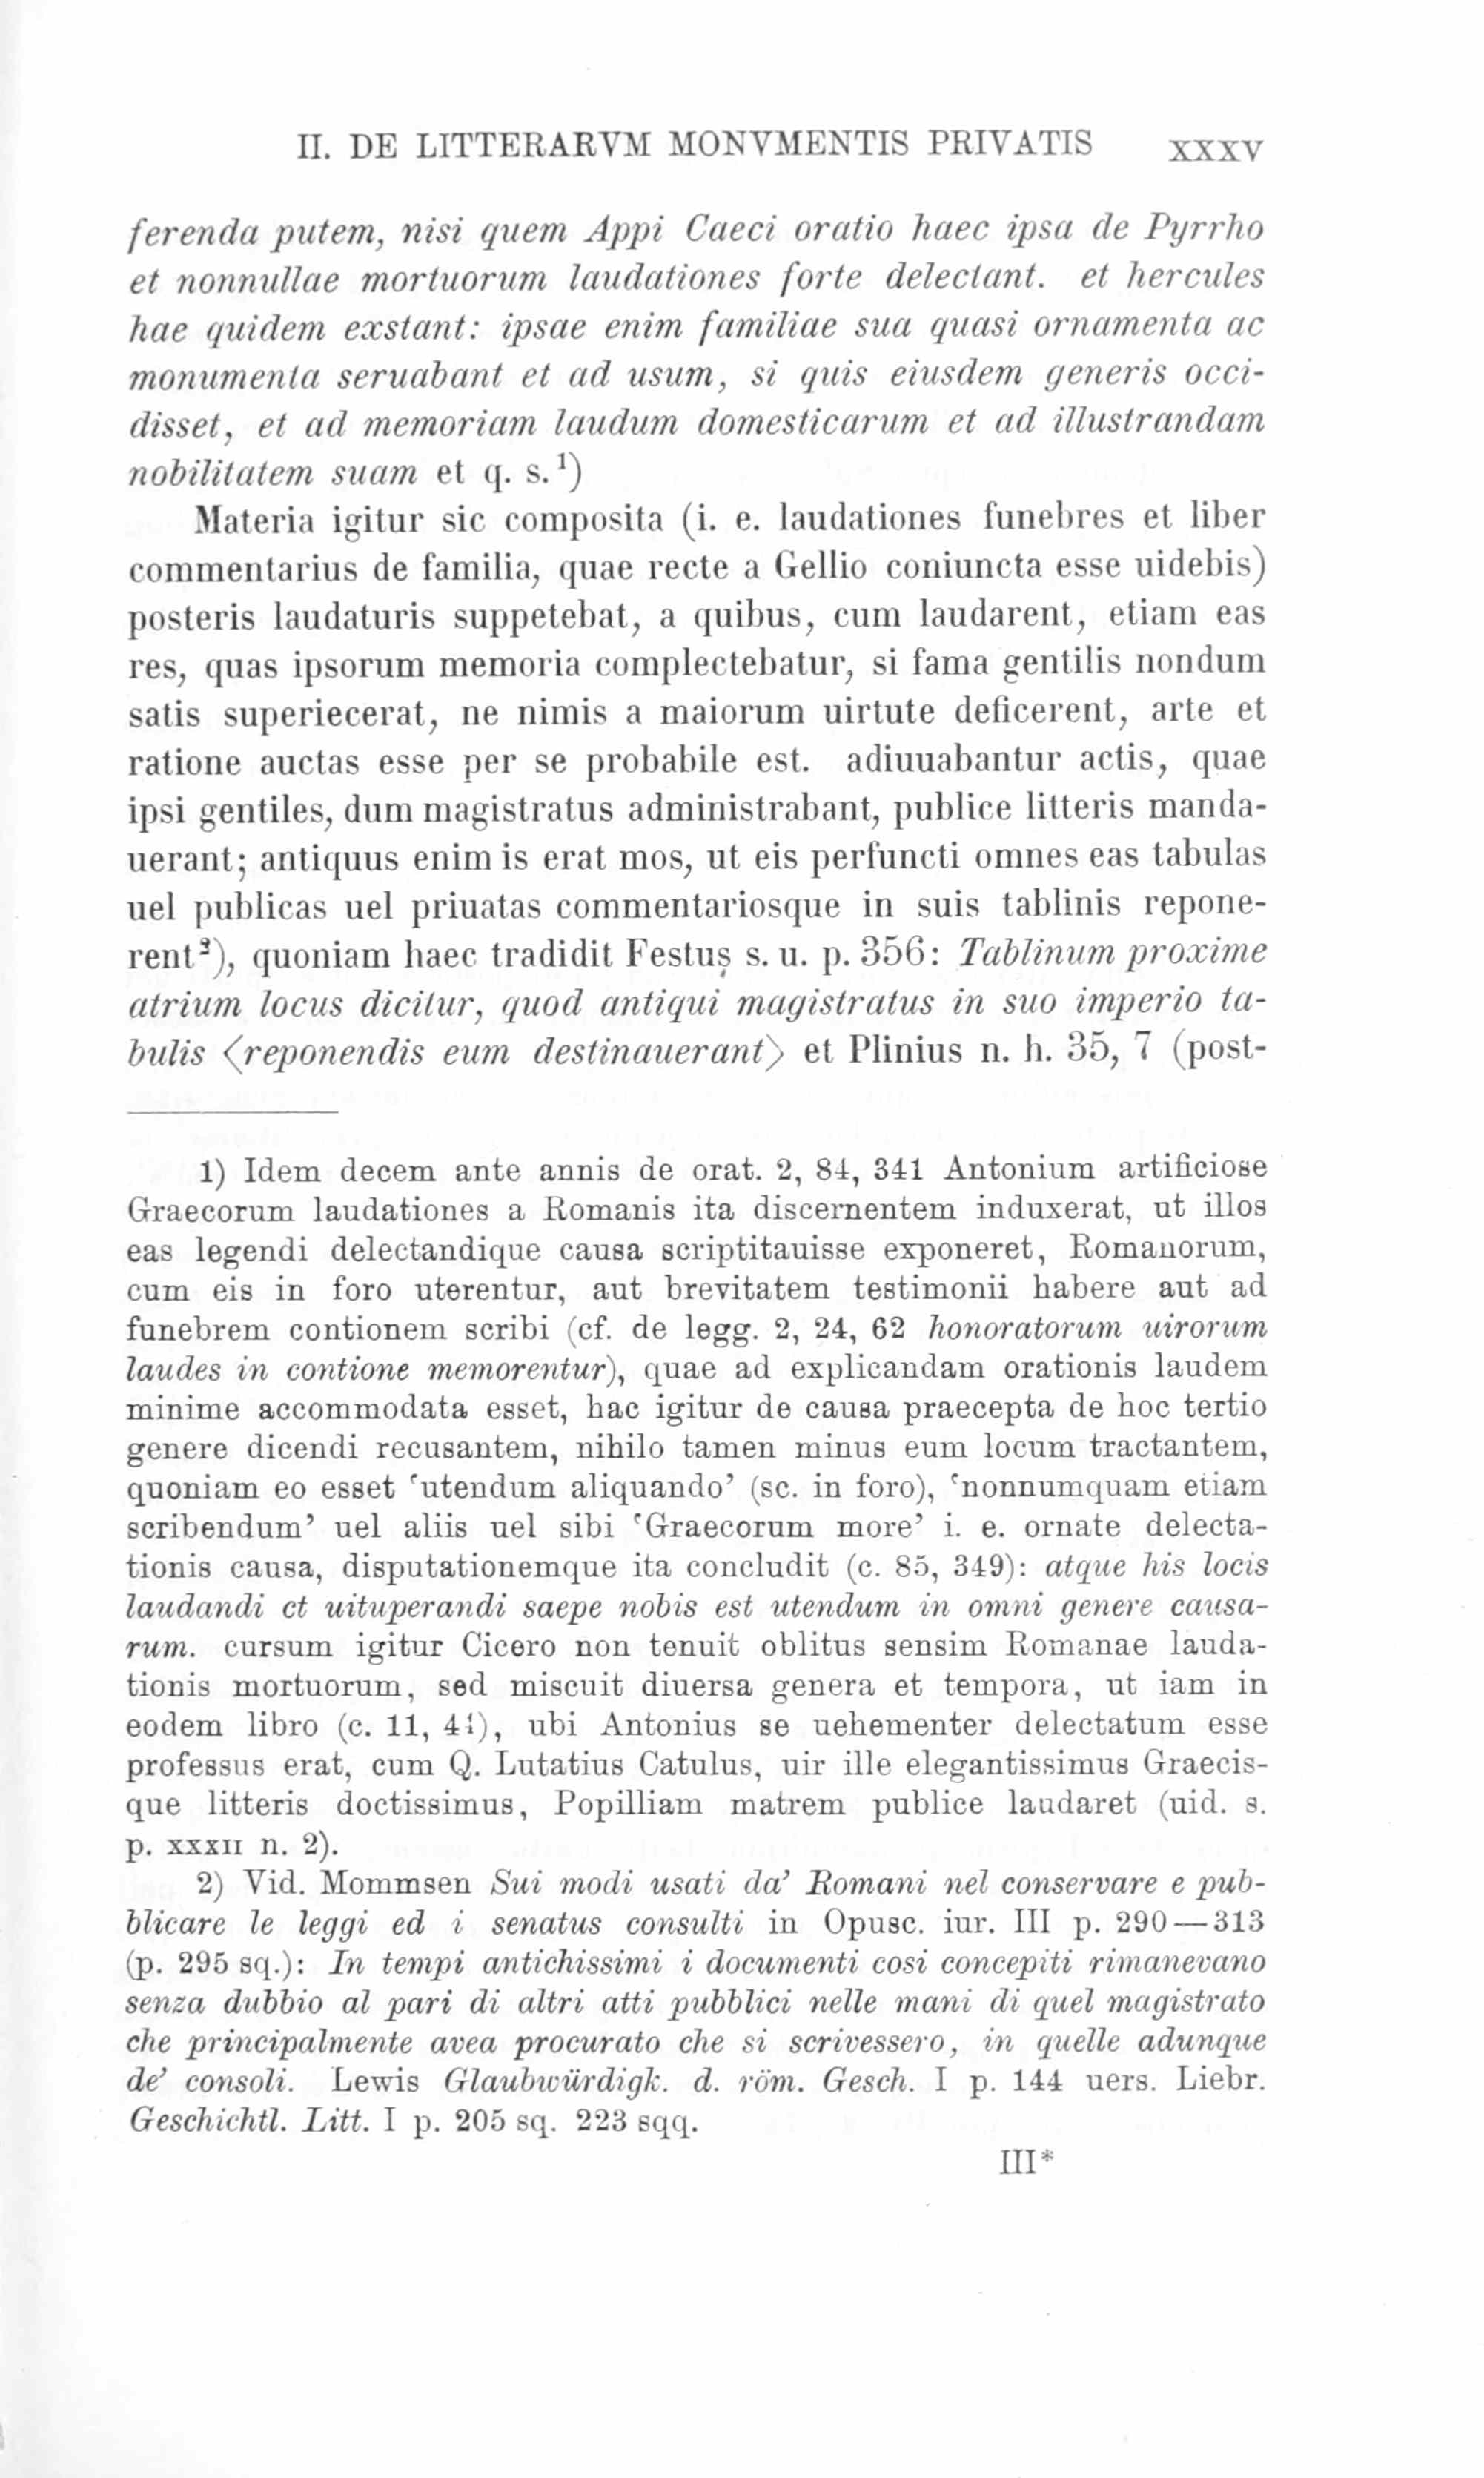 II. DE LITTERARVM MONVMENTIS PRIVATIS XXXV
ferenda putem, nisi quem Appi Caeci oratio haec ipsa de Pyrrho
et nonnullae mortuorum laudationes forte delectant. et hercules
hae quidem exstant: ipsae enim familiae sua quasi ornamenta ac
monumenta seruabant et ad usum, si quis eiusdem generis occi-
disset, et ad memoriam laudum domesticarum et ad illustrandam
nobilitatem suam et q. s.¹)
Materia igitur sic composita (i. e. laudationes funebres et liber
commentarius de familia, quae recte a Gellio coniuncta esse uidebis)
posteris laudaturis suppetebat, a quibus, cum laudarent, etiam eas
res, quas ipsorum memoria complectebatur, si fama gentilis nondum
satis superiecerat, ne nimis a maiorum uirtute deficerent, arte et
ratione auctas esse per se probabile est. adiuuabantur actis, quae
ipsi gentiles, dum magistratus administrabant, publice litteris manda-
uerant; antiquus enim is erat mos, ut eis perfuncti omnes eas tabulas
uel publicas uel priuatas commentariosque in suis tablinis repone-
rent²), quoniam haec tradidit Festus s. u. p. 356: Tablinum proxime
atrium locus dicitur, quod antiqui magistratus in suo imperio ta-
bulis ⟨reponendis eum destinauerant⟩ et Plinius n. h. 35, 7 (post-
1) Idem decem ante annis de orat. 2, 84, 341 Antonium artificiose
Graecorum laudationes a Romanis ita discernentem induxerat, ut illos
eas legendi delectandique causa scriptitauisse exponeret, Romanorum,
cum eis in foro uterentur, aut brevitatem testimonii habere aut ad
funebrem contionem scribi (cf. de legg. 2, 24, 62 honoratorum uirorum
laudes in contione memorentur), quae ad explicandam orationis laudem
minime accommodata esset, hac igitur de causa praecepta de hoc tertio
genere dicendi recusantem, nihilo tamen minus eum locum tractantem,
quoniam eo esset ‘utendum aliquando’ (sc. in foro), ‘nonnumquam etiam
scribendum’ uel aliis uel sibi ‘Graecorum more’ i. e. ornate delecta-
tionis causa, disputationemque ita concludit (c. 85, 349): atque his locis
laudandi et uituperandi saepe nobis est utendum in omni genere causa-
rum. cursum igitur Cicero non tenuit oblitus sensim Romanae lauda-
tionis mortuorum, sed miscuit diuersa genera et tempora, ut iam in
eodem libro (c. 11, 44), ubi Antonius se uehementer delectatum esse
professus erat, cum Q. Lutatius Catulus, uir ille elegantissimus Graecis-
que litteris doctissimus, Popilliam matrem publice laudaret (uid. s.
p. XXXII n. 2).
2) Vid. Mommsen Sui modi usati da’ Romani nel conservare e pub-
blicare le leggi ed i senatus consulti in Opusc. iur. III p. 290—313
(p. 295 sq.): In tempi antichissimi i documenti cosi concepiti rimanevano
senza dubbio al pari di altri atti pubblici nelle mani di quel magistrato
che principalmente avea procurato che si scrivessero, in quelle adunque
de’ consoli. Lewis Glaubwürdigk. d. röm. Gesch. I p. 144 uers. Liebr.
Geschichtl. Litt. I p. 205 sq. 223 sqq.
III*